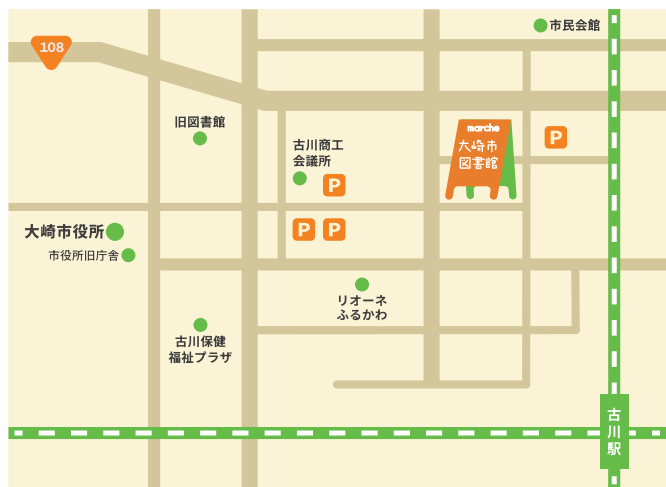 市民会館
108
旧図書館
marche
大崎市
図書館
P
古川商工
会議所
P
大崎市役所
P
P
市役所旧庁舎
リオーネ
ふるかわ
古川保健
福祉プラザ
古川駅